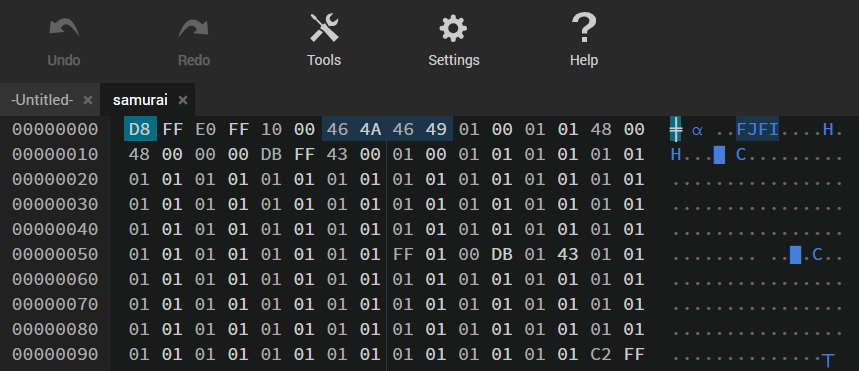 Undo Redo Tools Settings Help
-Untitled- × samurai ×
00000000 D8 FF E0 FF 10 00 46 4A 46 49 01 00 01 01 48 00 ╪ α ..FJFI....H.
00000010 48 00 00 00 DB FF 43 00 01 00 01 01 01 01 01 01 H...█ C.........
00000020 01 01 01 01 01 01 01 01 01 01 01 01 01 01 01 01 ................
00000030 01 01 01 01 01 01 01 01 01 01 01 01 01 01 01 01 ................
00000040 01 01 01 01 01 01 01 01 01 01 01 01 01 01 01 01 ................
00000050 01 01 01 01 01 01 01 01 FF 01 00 DB 01 43 01 01 ........ ..█.C..
00000060 01 01 01 01 01 01 01 01 01 01 01 01 01 01 01 01 ................
00000070 01 01 01 01 01 01 01 01 01 01 01 01 01 01 01 01 ................
00000080 01 01 01 01 01 01 01 01 01 01 01 01 01 01 01 01 ................
00000090 01 01 01 01 01 01 01 01 01 01 01 01 01 01 C2 FF ..............┬